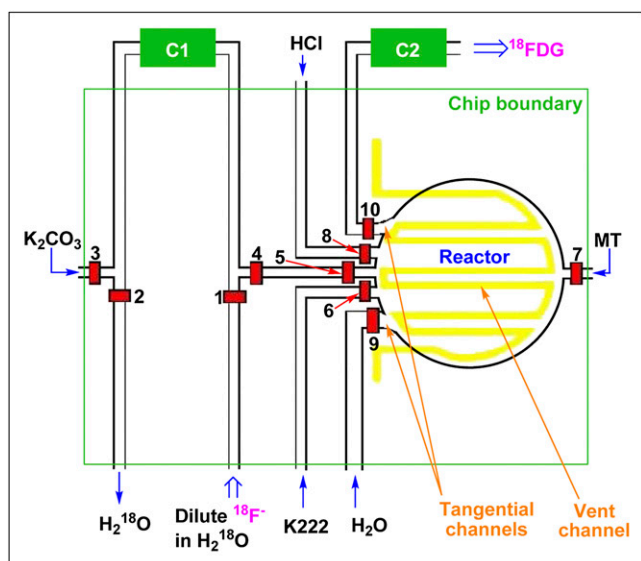 C1
HCl
C2
¹⁸FDG
Chip boundary
K₂CO₃
3
2
1
4
5
8
10
6
9
Reactor
7
MT
H₂¹⁸O
Dilute ¹⁸F⁻
in H₂¹⁸O
K222
H₂O
Tangential
channels
Vent
channel